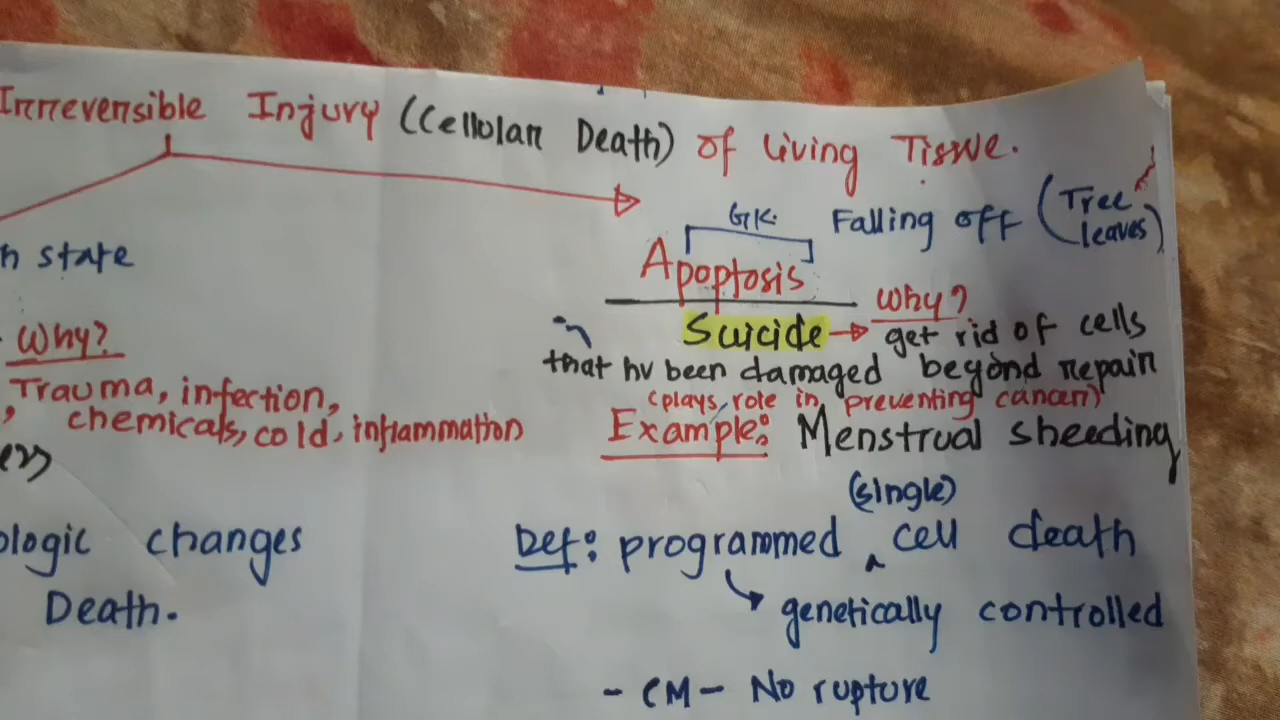 Irreversible Injury (Cellular Death) of living Tissue.
GK. Falling off (Tree leaves)
n state
Apoptosis
Why?
Suicide → get rid of cells
that hv been damaged beyond repair
(plays role in preventing cancer)
Example: Menstrual sheeding
Why?
Trauma, infection,
, chemicals, cold, inflammation
(single)
Def: programmed ^ cell death
genetically controlled
- CM - No rupture
ologic changes
Death.